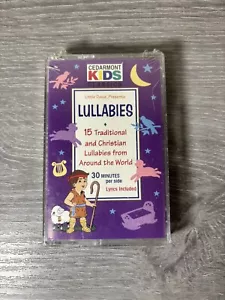 CEDARMONT
KIDS
LULLABIES
15 Traditional
and Christian
Lullabies from
Around the World
30 MINUTES
per side
Lyrics Included